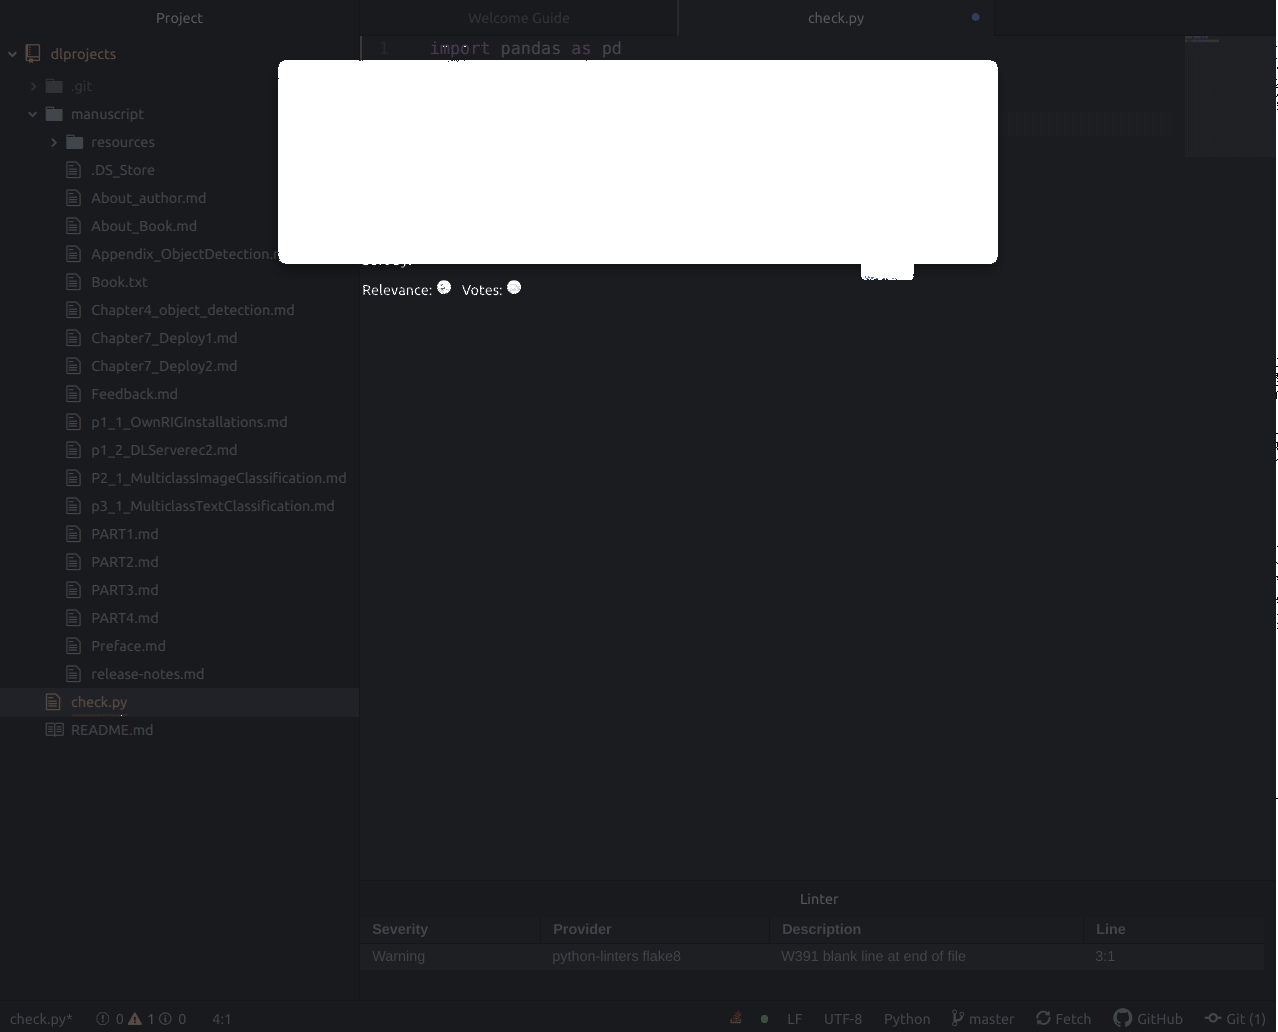 Project
Welcome Guide
check.py
dlprojects
1 import pandas as pd
.git
manuscript
resources
.DS_Store
About_author.md
About_Book.md
Appendix_ObjectDetection.
Book.txt
Relevance: Votes:
Chapter4_object_detection.md
Chapter7_Deploy1.md
Chapter7_Deploy2.md
Feedback.md
p1_1_OwnRIGInstallations.md
p1_2_DLServerec2.md
P2_1_MulticlassImageClassification.md
p3_1_MulticlassTextClassification.md
PART1.md
PART2.md
PART3.md
PART4.md
Preface.md
release-notes.md
check.py
README.md
Linter
Severity Provider Description Line
Warning python-linters flake8 W391 blank line at end of file 3:1
check.py* 0 1 0 4:1 LF UTF-8 Python master Fetch GitHub Git (1)